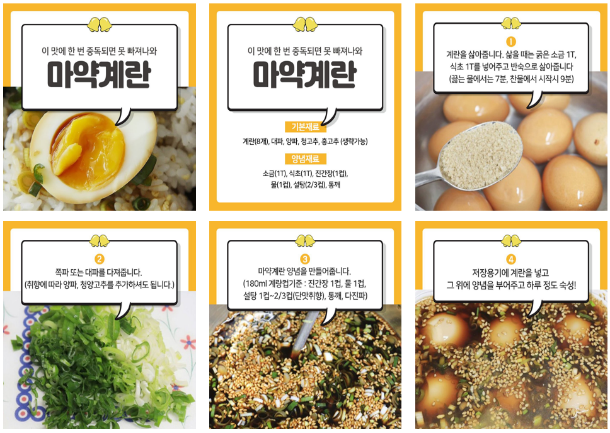 이 맛에 한 번 중독되면 못 빠져나와
마약계란
이 맛에 한 번 중독되면 못 빠져나와
마약계란
기본재료
계란(8개), 대파, 양파, 청고추, 홍고추 (생략가능)
양념재료
소금(1T), 식초(1T), 진간장(1컵),
물(1컵), 설탕(2/3컵), 통깨
1
계란을 삶아줍니다. 삶을 때는 굵은 소금 1T,
식초 1T를 넣어주고 반숙으로 삶아줍니다
(끓는 물에서는 7분, 찬물에서 시작시 9분)
2
쪽파 또는 대파를 다져줍니다.
(취향에 따라 양파, 청양고추를 추가하셔도 됩니다.)
3
마약계란 양념을 만들어줍니다.
(180ml 계량컵기준 : 진간장 1컵, 물 1컵,
설탕 1컵~2/3컵(단맛취향), 통깨, 다진파)
4
저장용기에 계란을 넣고
그 위에 양념을 부어주고 하루 정도 숙성!